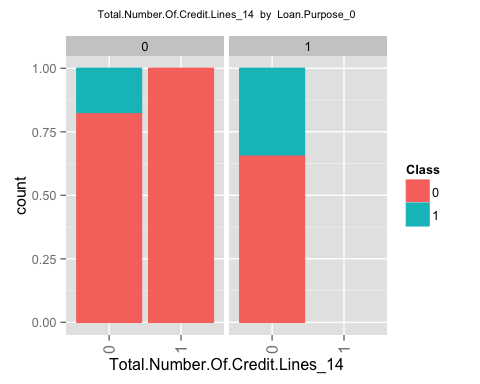 Total.Number.Of.Credit.Lines_14 by Loan.Purpose_0
0 1
1.00
0.75
0.50
0.25
0.00
count
0 1 0 1
Total.Number.Of.Credit.Lines_14
Class
0
1